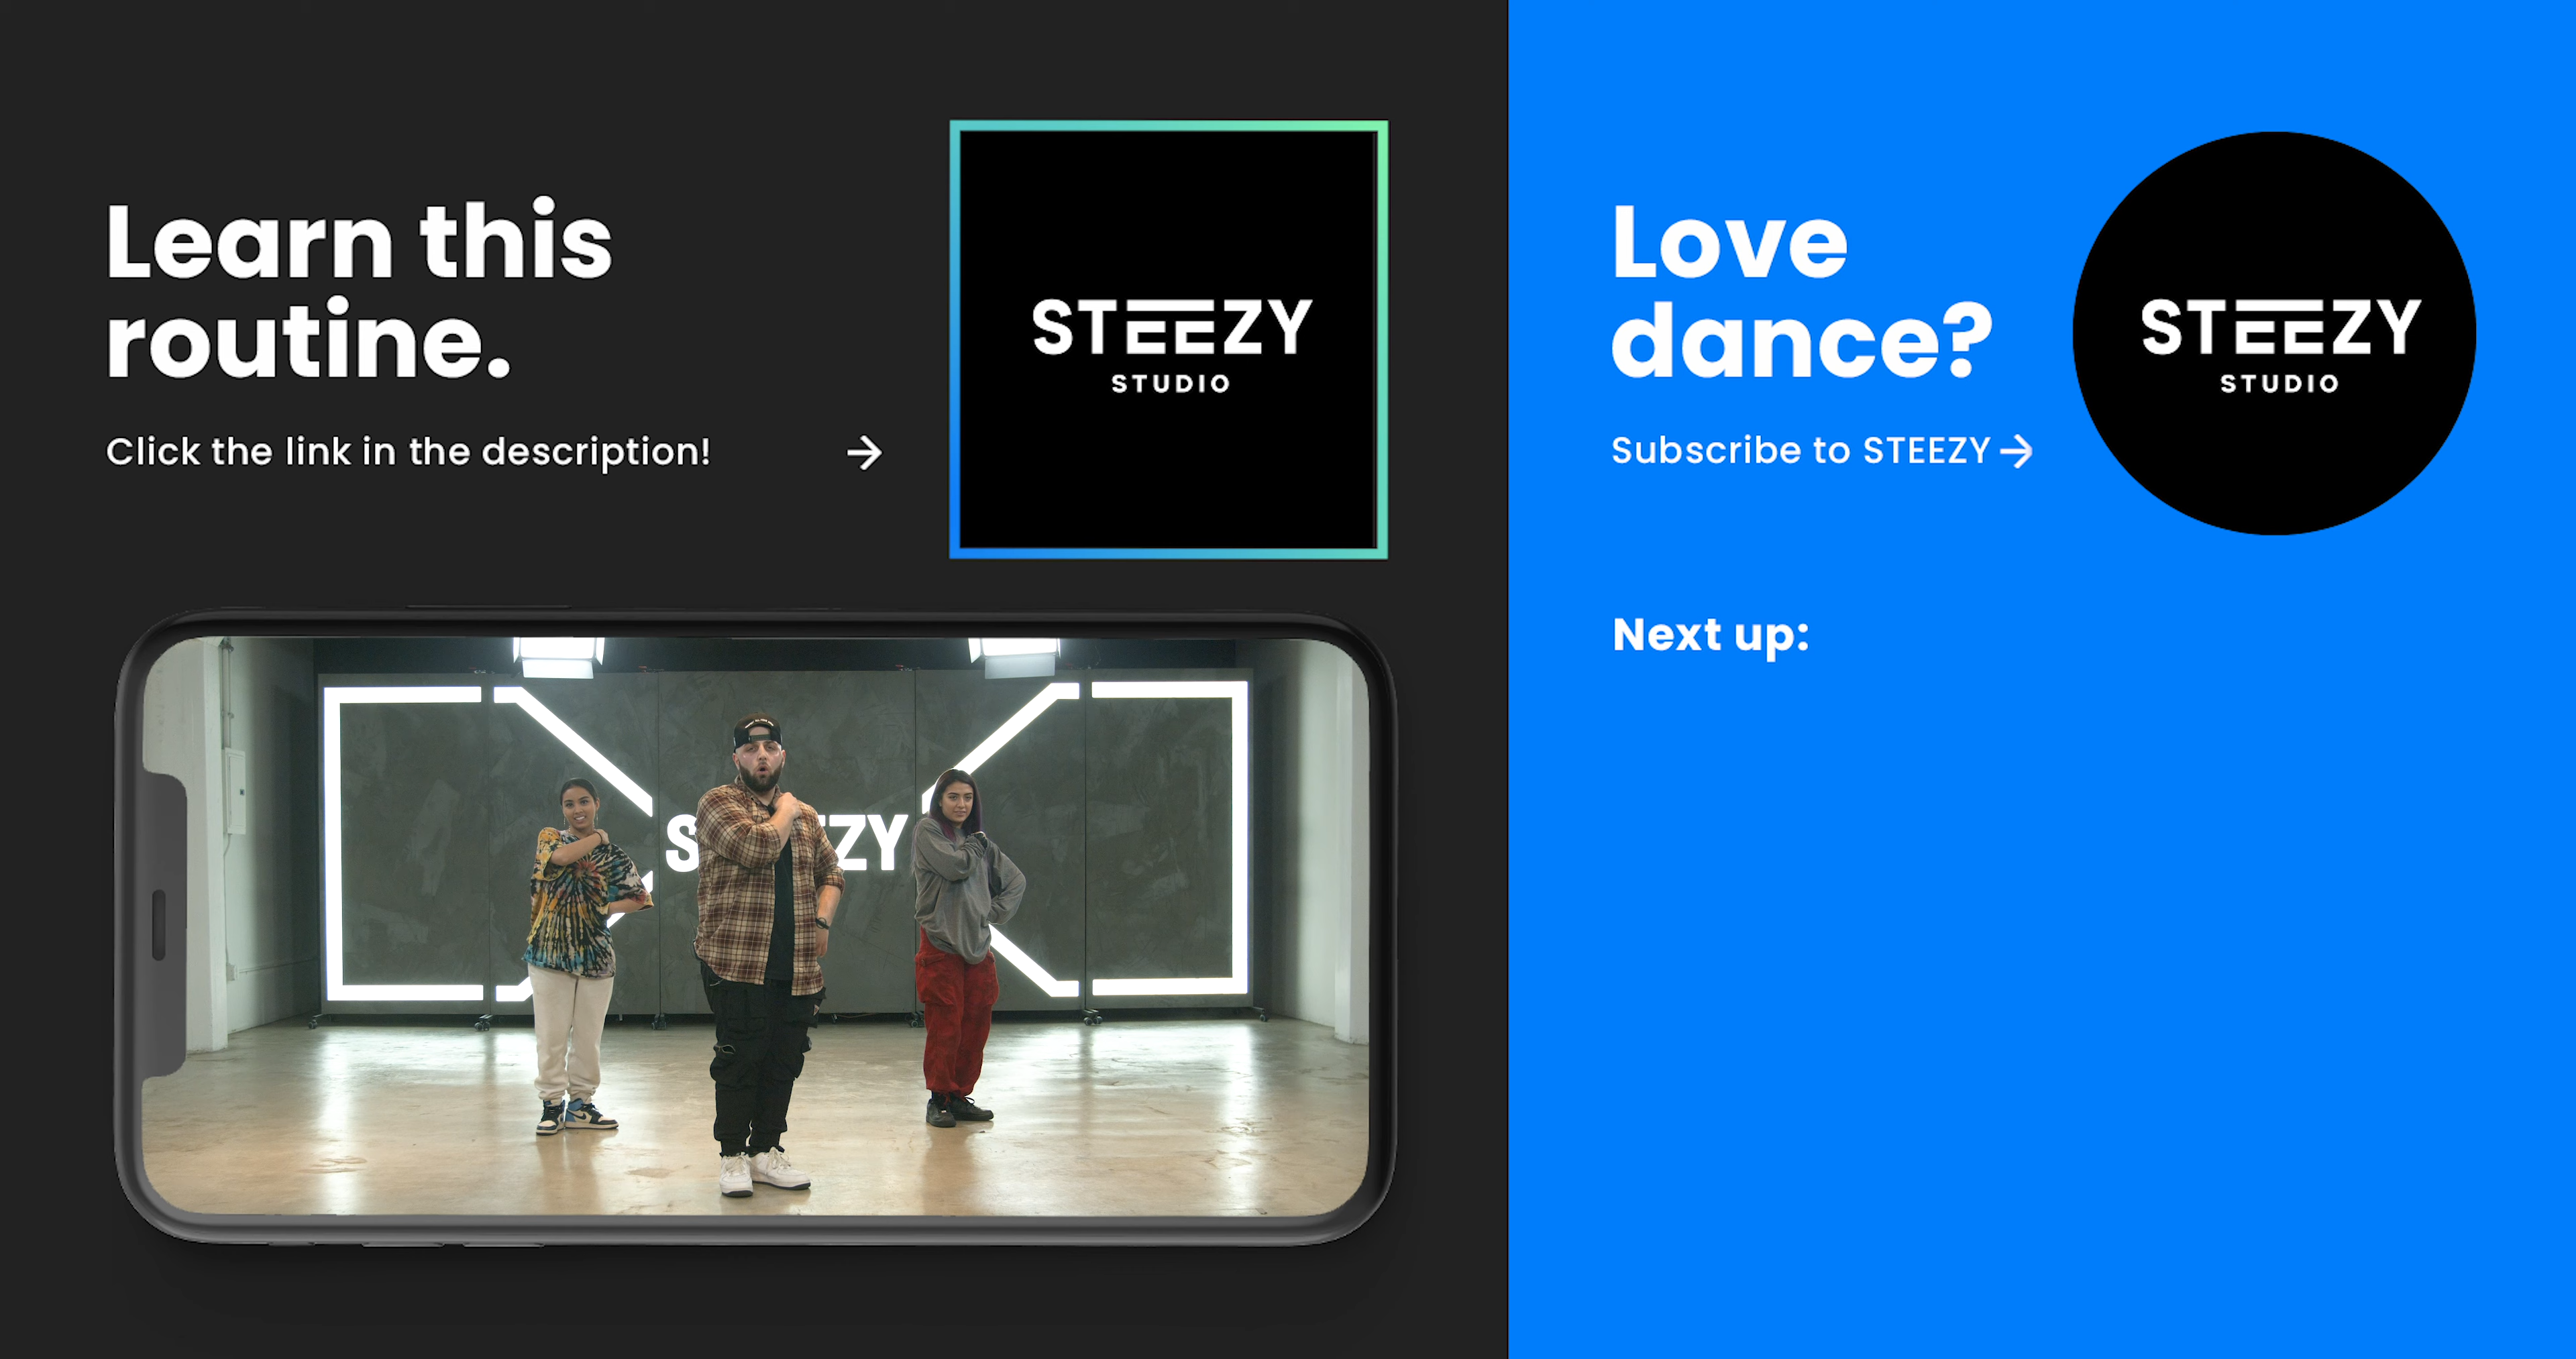 Learn this
routine.
Click the link in the description!
STEEZY
STUDIO
Love
dance?
Subscribe to STEEZY
STEEZY
STUDIO
Next up: